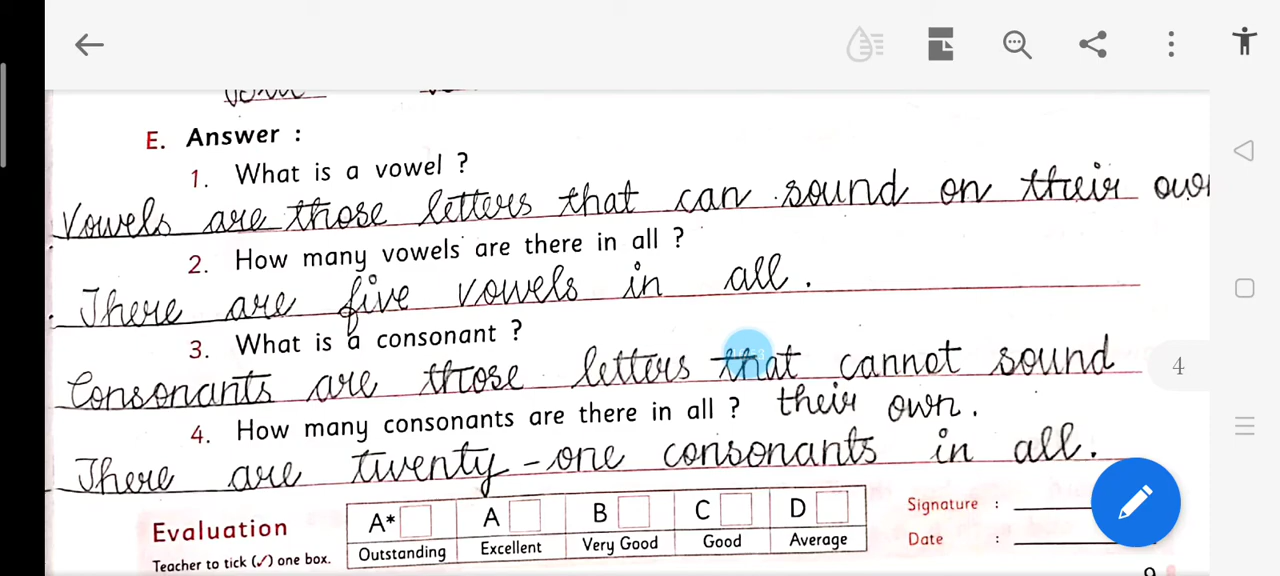 E. Answer :
1. What is a vowel ?
Vowels are those letters that can sound on their own
2. How many vowels are there in all ?
There are five vowels in all.
3. What is a consonant ?
Consonants are those letters that cannot sound
their own.
4. How many consonants are there in all ?
There are twenty-one consonants in all.
4
Evaluation
Teacher to tick (✓) one box.
A* A B C D
Outstanding Excellent Very Good Good Average
Signature :
Date :